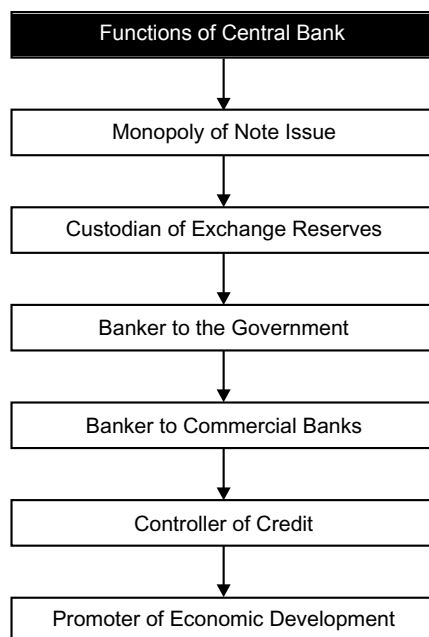 Functions of Central Bank
Monopoly of Note Issue
Custodian of Exchange Reserves
Banker to the Government
Banker to Commercial Banks
Controller of Credit
Promoter of Economic Development